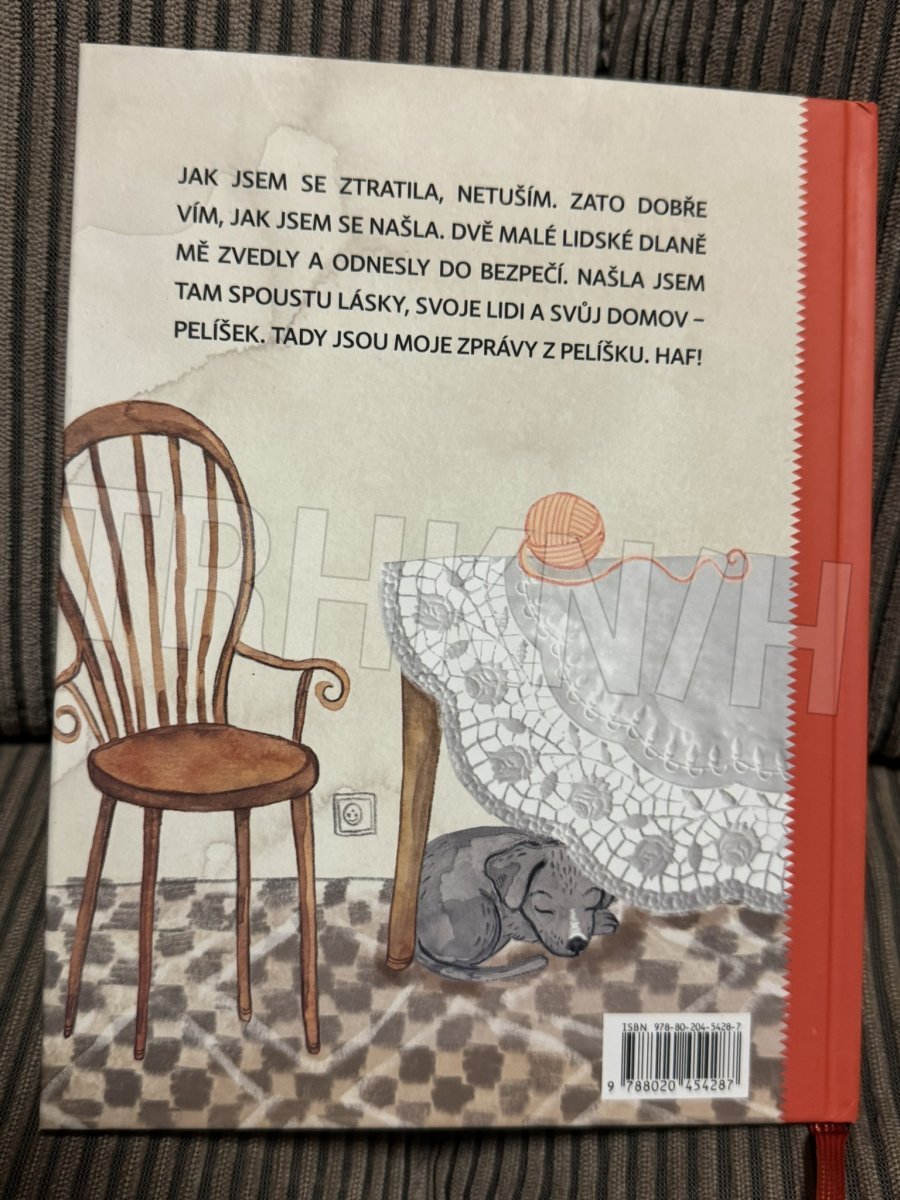 JAK JSEM SE ZTRATILA, NETUŠÍM. ZATO DOBŘE
VÍM, JAK JSEM SE NAŠLA. DVĚ MALÉ LIDSKÉ DLANĚ
MĚ ZVEDLY A ODNESLY DO BEZPEČÍ. NAŠLA JSEM
TAM SPOUSTU LÁSKY, SVOJE LIDI A SVŮJ DOMOV –
PELÍŠEK. TADY JSOU MOJE ZPRÁVY Z PELÍŠKU. HAF!
TRHKNIH
ISBN 978-80-204-5428-7
9 788020 454287